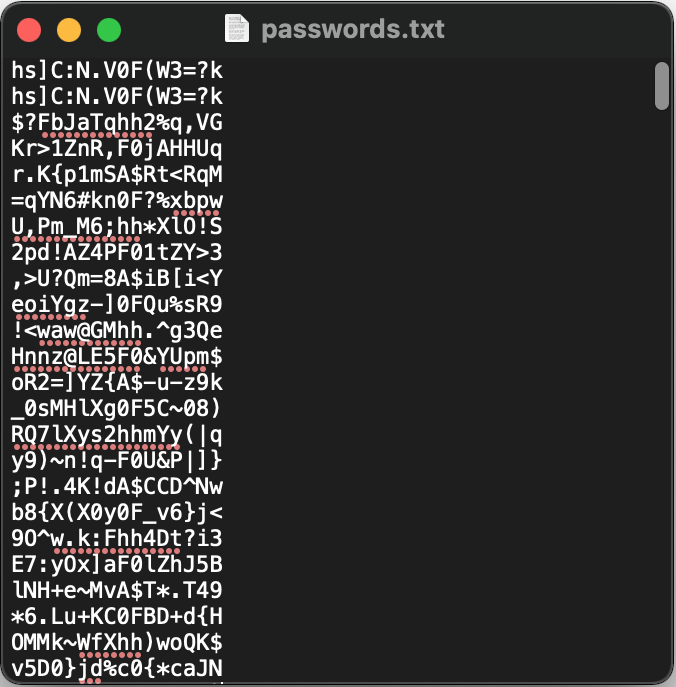 passwords.txt
hs]C:N.V0F(W3=?k
hs]C:N.V0F(W3=?k
$?FbJaTqhh2%q,VG
Kr>1ZnR,F0jAHHUq
r.K{p1mSA$Rt<RqM
=qYN6#kn0F?%xbpw
U,Pm_M6;hh*XlO!S
2pd!AZ4PF01tZY>3
,>U?Qm=8A$iB[i<Y
eoiYgz-]0FQu%sR9
!<waw@GMhh.^g3Qe
Hnnz@LE5F0&YUpm$
oR2=]YZ{A$-u-z9k
_0sMHlXg0F5C~08)
RQ7lXys2hhmYy(|q
y9)~n!q-F0U&P|]}
;P!.4K!dA$CCD^Nw
b8{X(X0y0F_v6}j<
9O^w.k:Fhh4Dt?i3
E7:yOx]aF0lZhJ5B
lNH+e~MvA$T*.T49
*6.Lu+KC0FBD+d{H
OMMk~WfXhh)woQK$
v5D0}jd%c0{*caJN